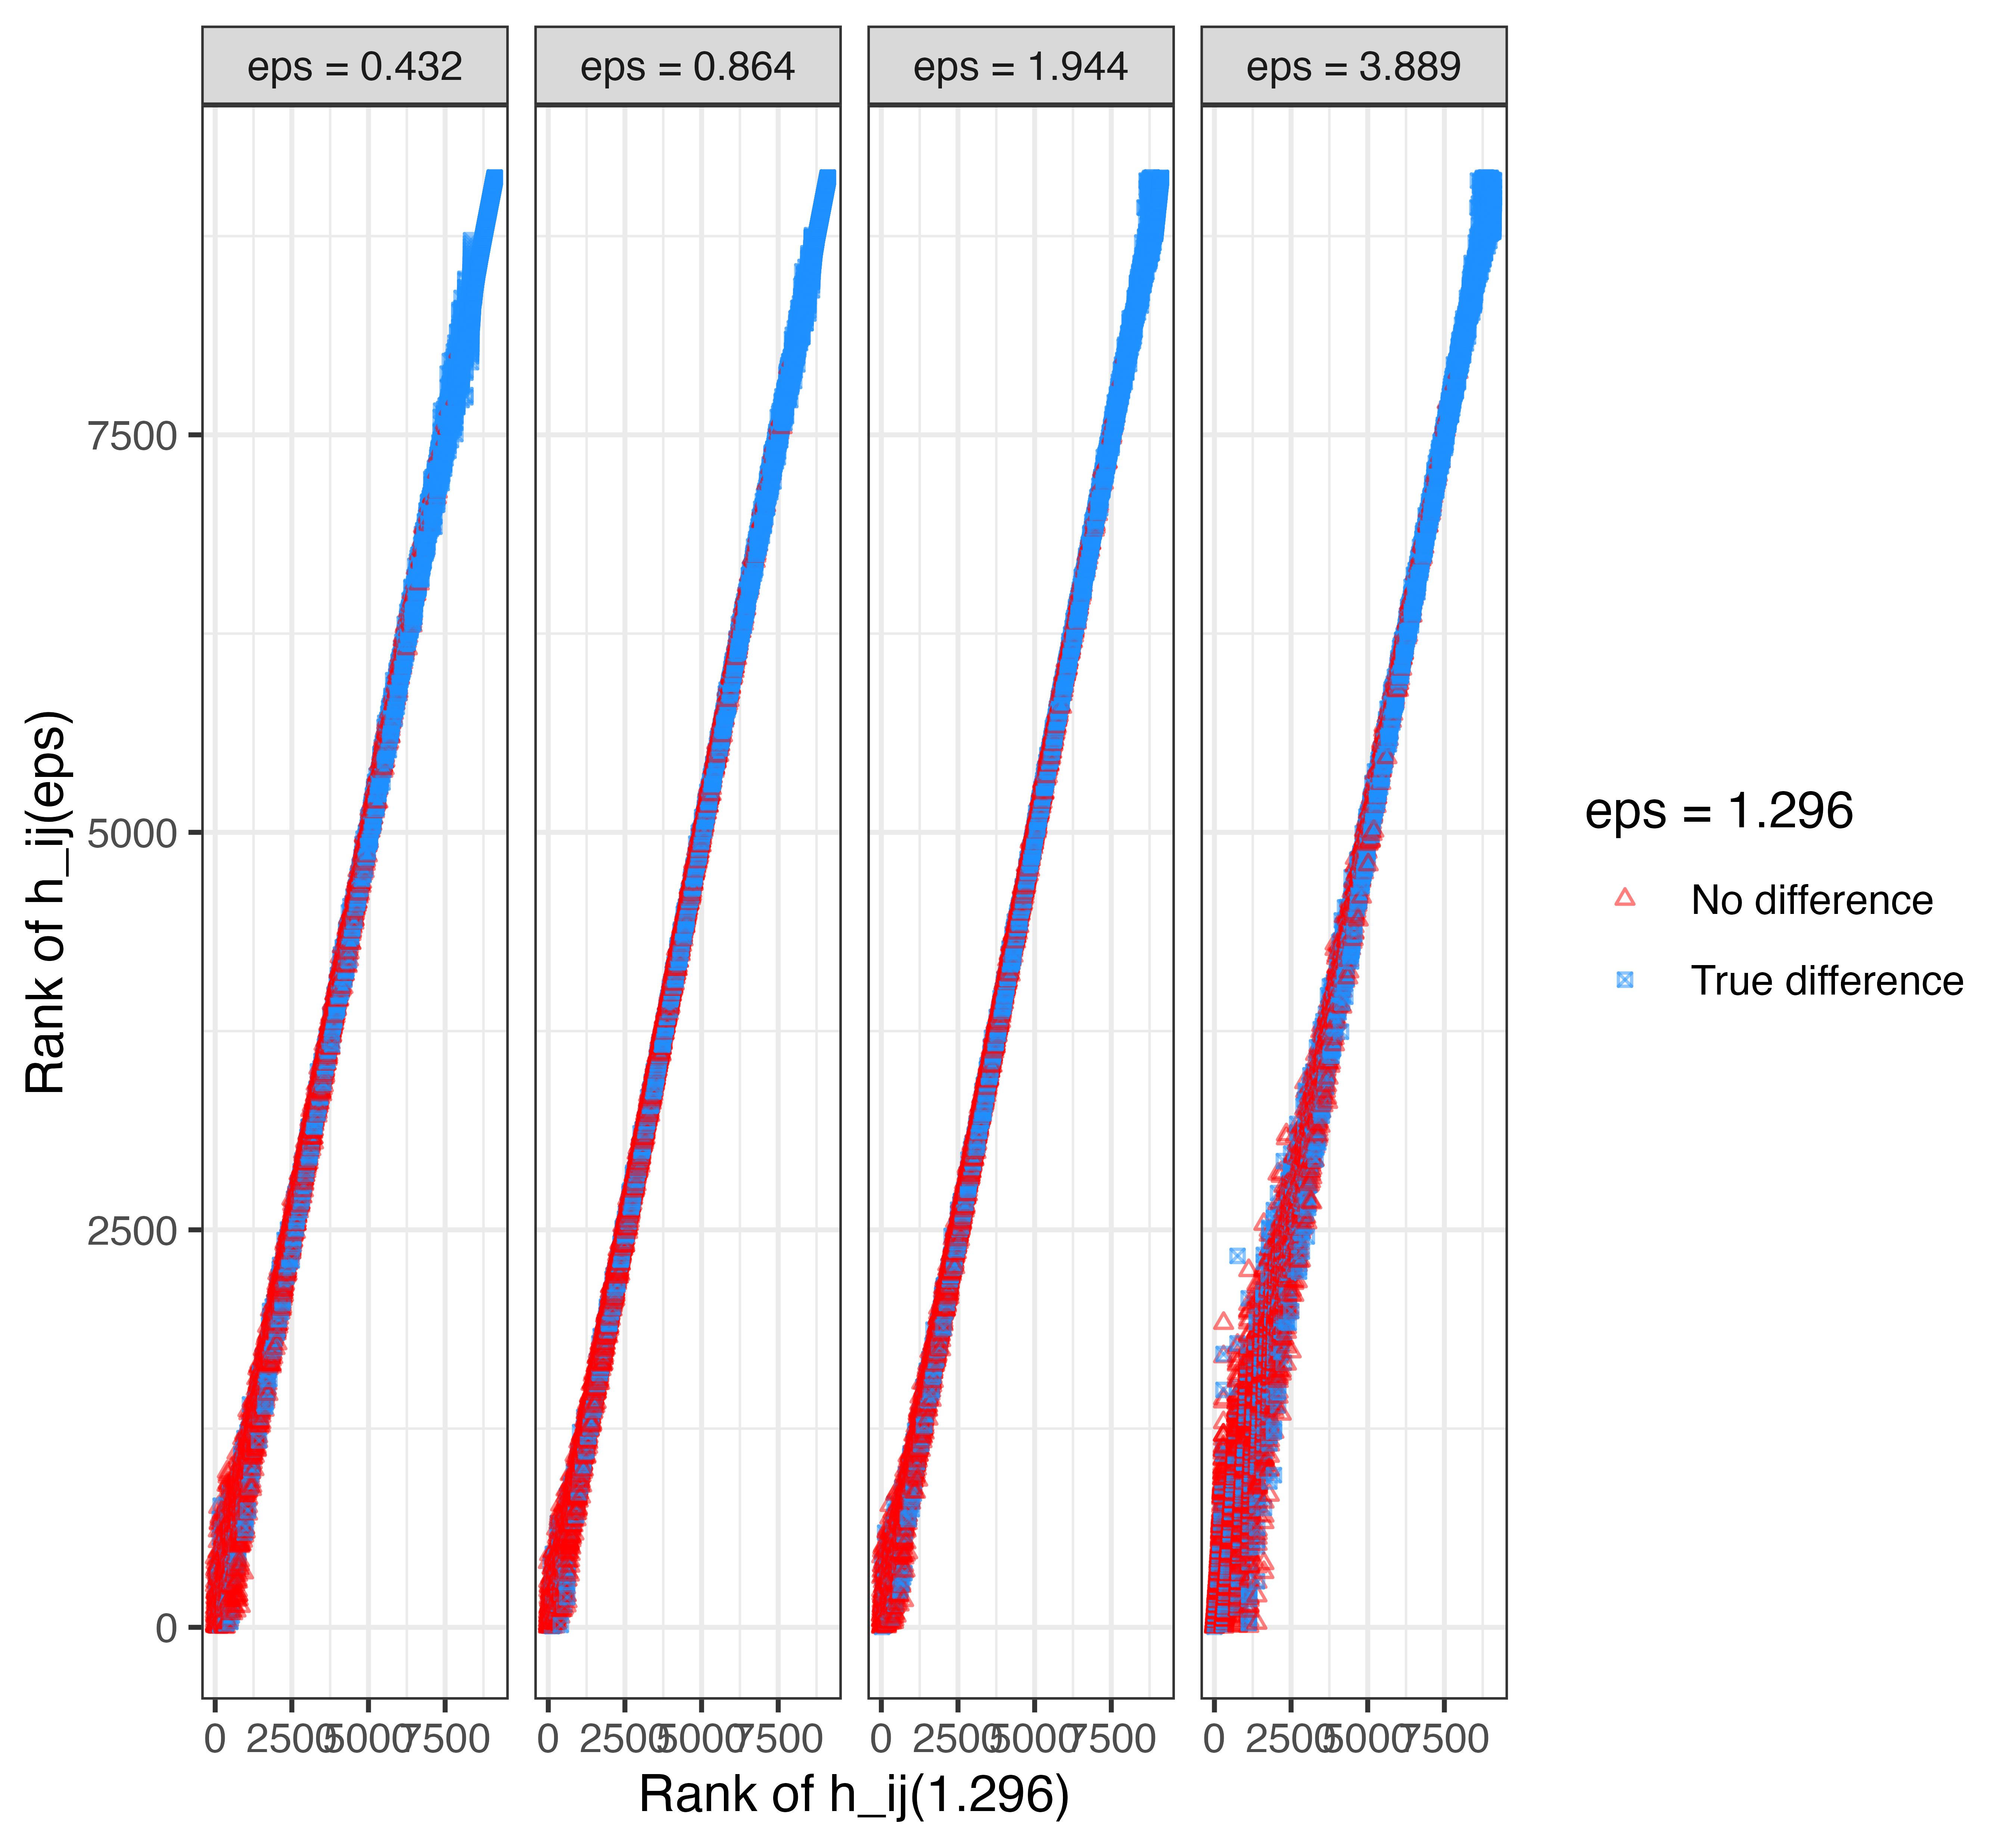 eps = 0.432
eps = 0.864
eps = 1.944
eps = 3.889
Rank of h_ij(eps)
7500
5000
2500
0
0 2500 5000 7500
0 2500 5000 7500
0 2500 5000 7500
0 2500 5000 7500
Rank of h_ij(1.296)
eps = 1.296
No difference
True difference